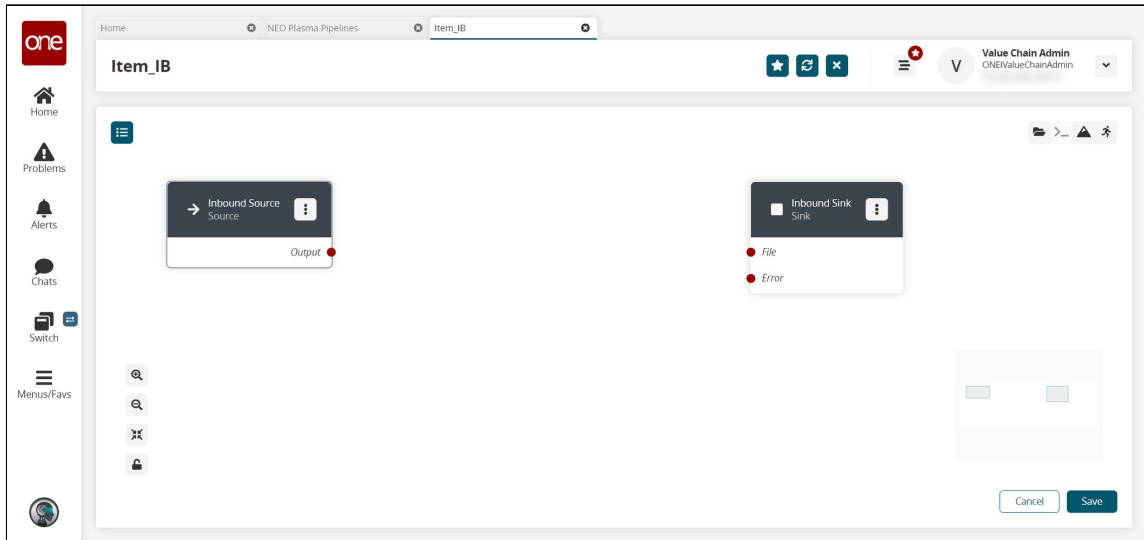 Home
NEO Plasma Pipelines
Item_IB
one
Item_IB
Value Chain Admin
V
ONEIValueChainAdmin
Home
Problems
Alerts
Chats
Switch
Menus/Favs
Inbound Source
Source
Output
Inbound Sink
Sink
File
Error
Cancel
Save